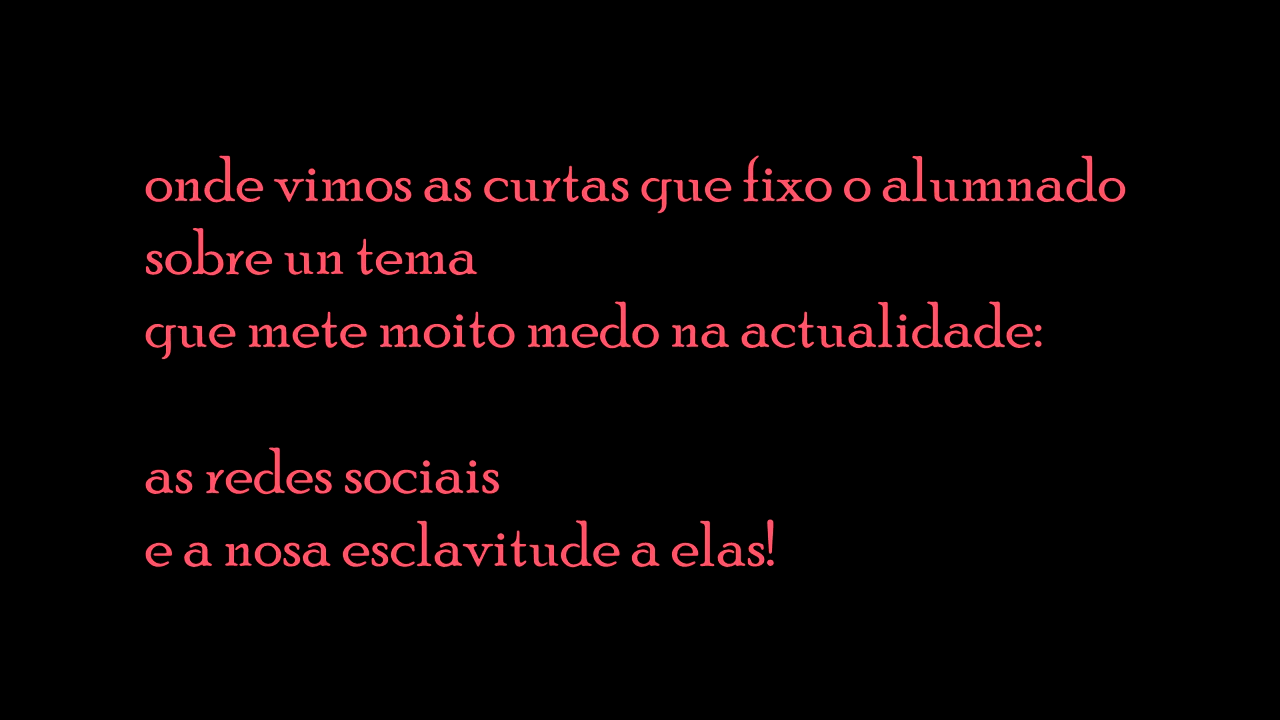 onde vimos as curtas que fixo o alumnado
sobre un tema
que mete moito medo na actualidade:
as redes sociais
e a nosa esclavitude a elas!